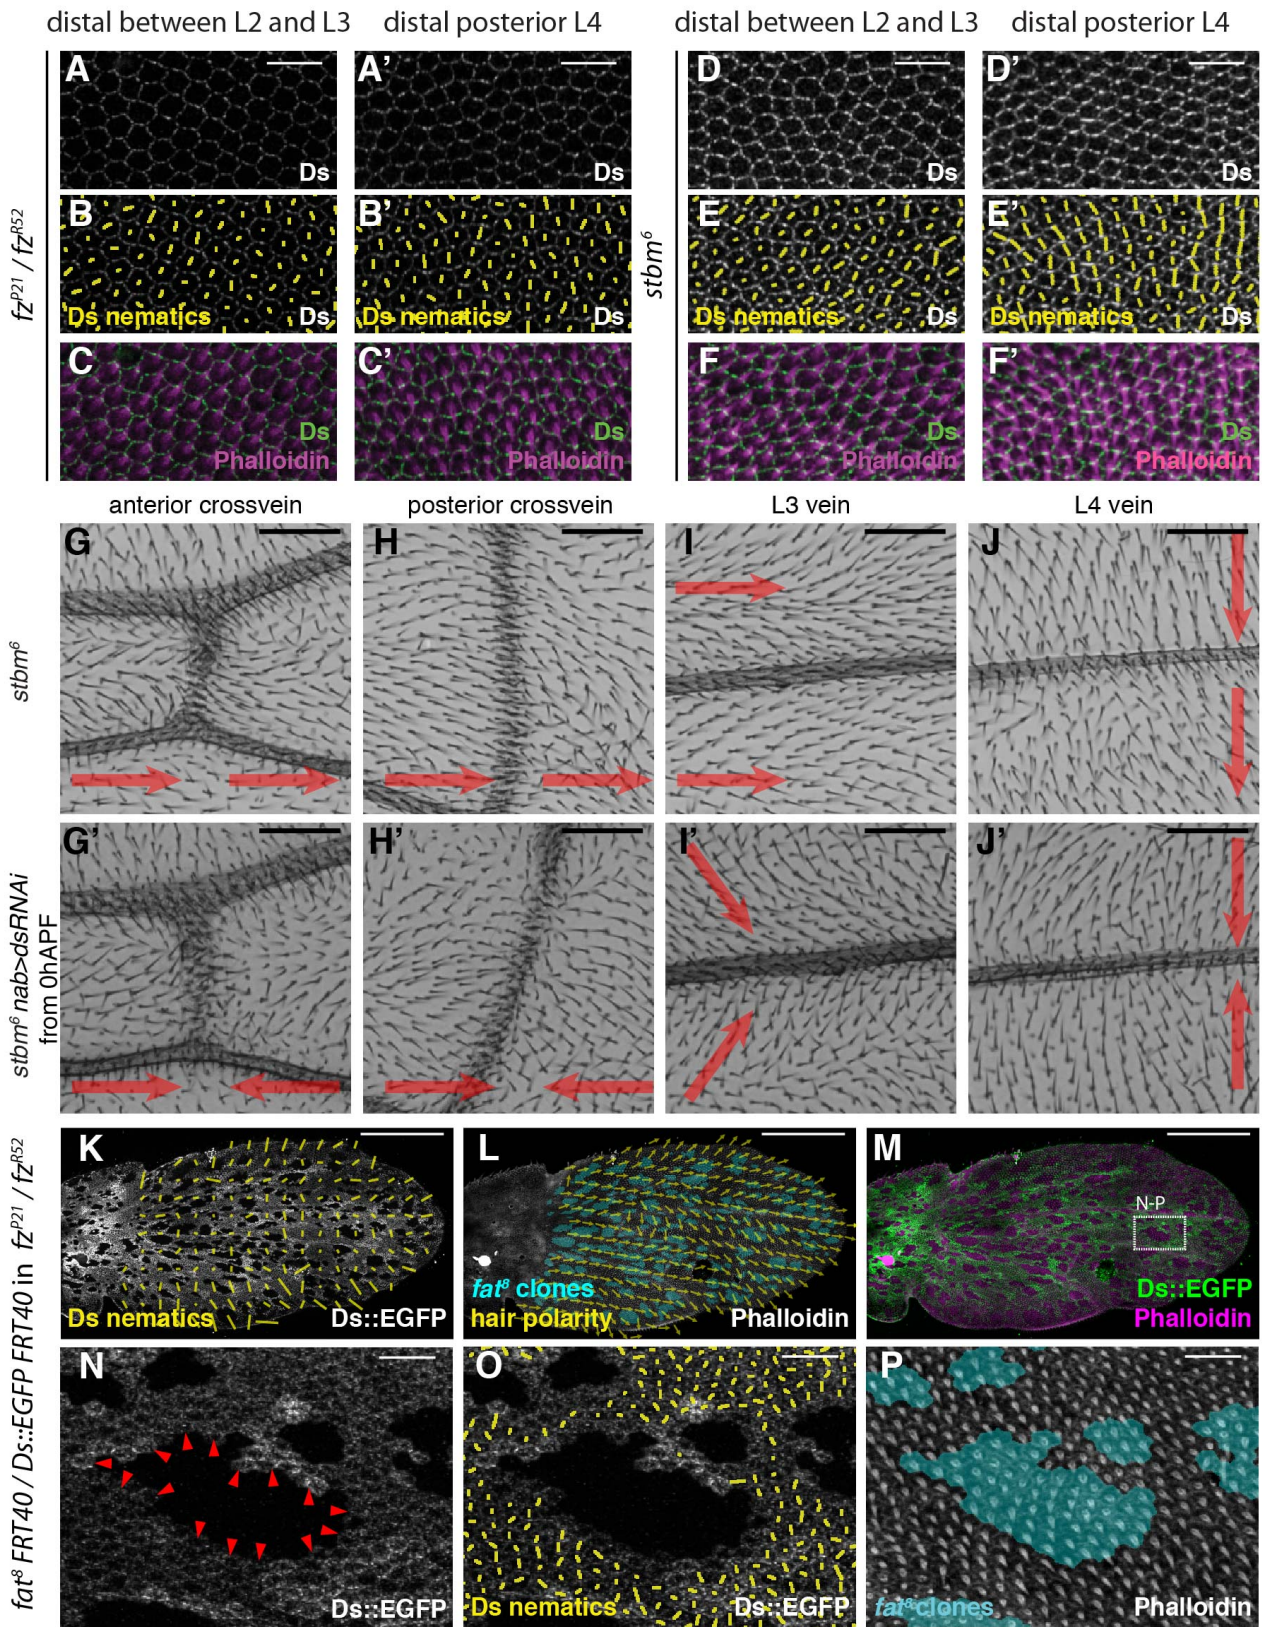 distal between L2 and L3 distal posterior L4 distal between L2 and L3 distal posterior L4
fz^P21 / fz^R52
stbm^6
A A' D D'
Ds Ds Ds Ds
B B' E E'
Ds nematics Ds Ds nematics Ds Ds nematics Ds Ds nematics Ds
C C' F F'
Ds Ds Ds Ds
Phalloidin Phalloidin Phalloidin Phalloidin
anterior crossvein posterior crossvein L3 vein L4 vein
stbm^6
G H I J
stbm^6 nab>dsRNAi
from 0hAPF
G' H' I' J'
fat^8 FRT40 / Ds::EGFP FRT40 in fz^P21 / fz^R52
K L M
N-P
fat^8 clones Ds::EGFP
Ds nematics Ds::EGFP hair polarity Phalloidin Phalloidin
N O P
Ds::EGFP Ds nematics Ds::EGFP fat^8 clones Phalloidin